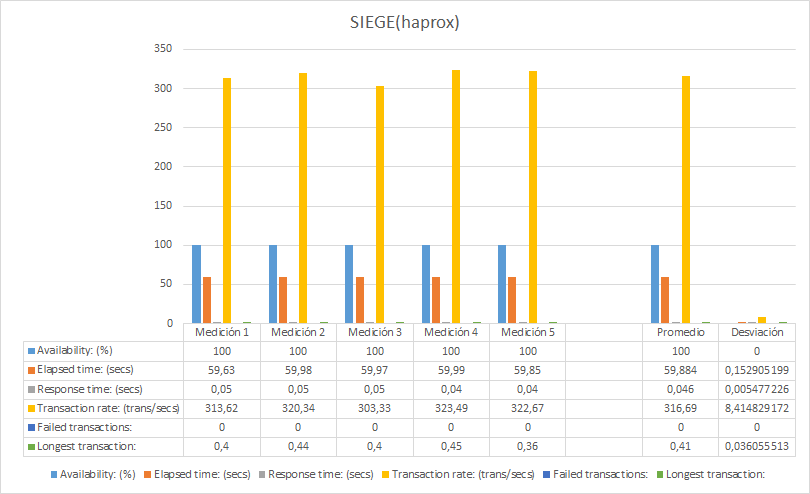 SIEGE(haprox)
350
300
250
200
150
100
50
0
Medición 1 Medición 2 Medición 3 Medición 4 Medición 5 Promedio Desviación
Availability: (%) 100 100 100 100 100 100 0
Elapsed time: (secs) 59,63 59,98 59,97 59,99 59,85 59,884 0,152905199
Response time: (secs) 0,05 0,05 0,05 0,04 0,04 0,046 0,005477226
Transaction rate: (trans/secs) 313,62 320,34 303,33 323,49 322,67 316,69 8,414829172
Failed transactions: 0 0 0 0 0 0 0
Longest transaction: 0,4 0,44 0,4 0,45 0,36 0,41 0,036055513
Availability: (%) Elapsed time: (secs) Response time: (secs) Transaction rate: (trans/secs) Failed transactions: Longest transaction: